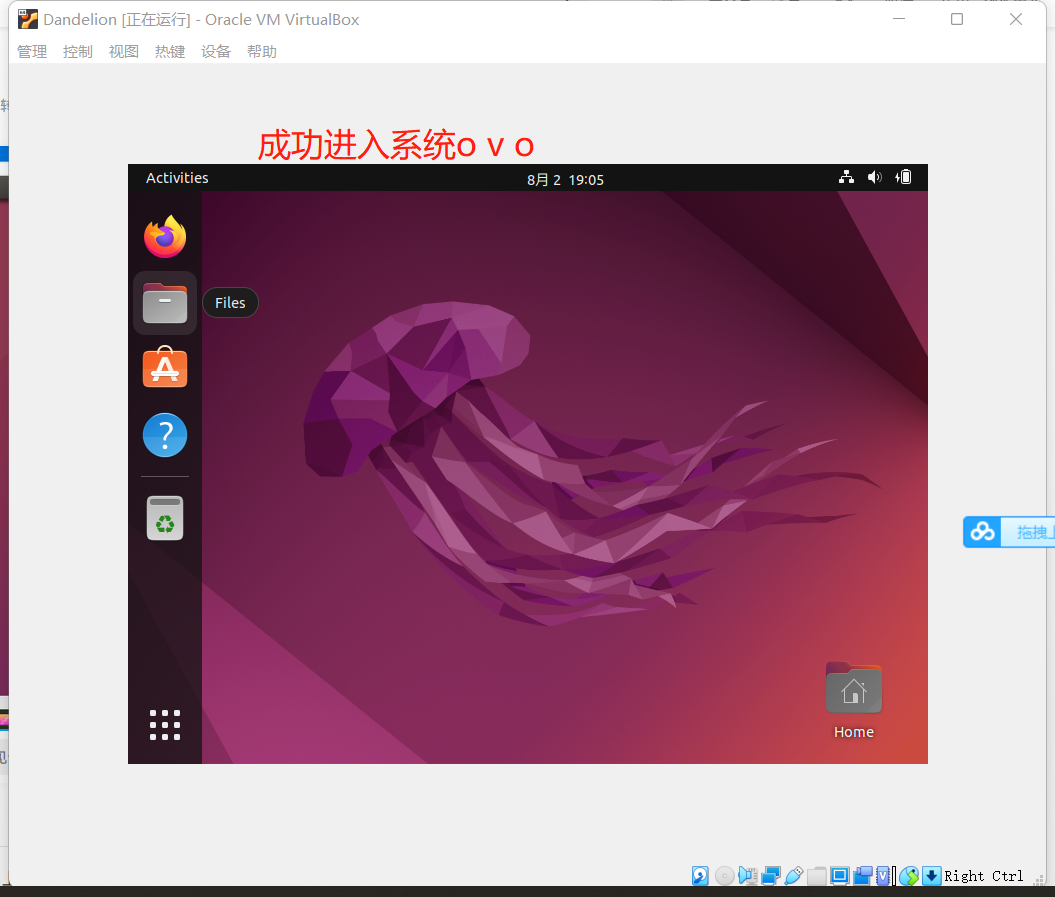 Dandelion [正在运行] - Oracle VM VirtualBox
管理 控制 视图 热键 设备 帮助
成功进入系统o v o
Activities
8月 2 19:05
Files
拖拽
Home
Right Ctrl